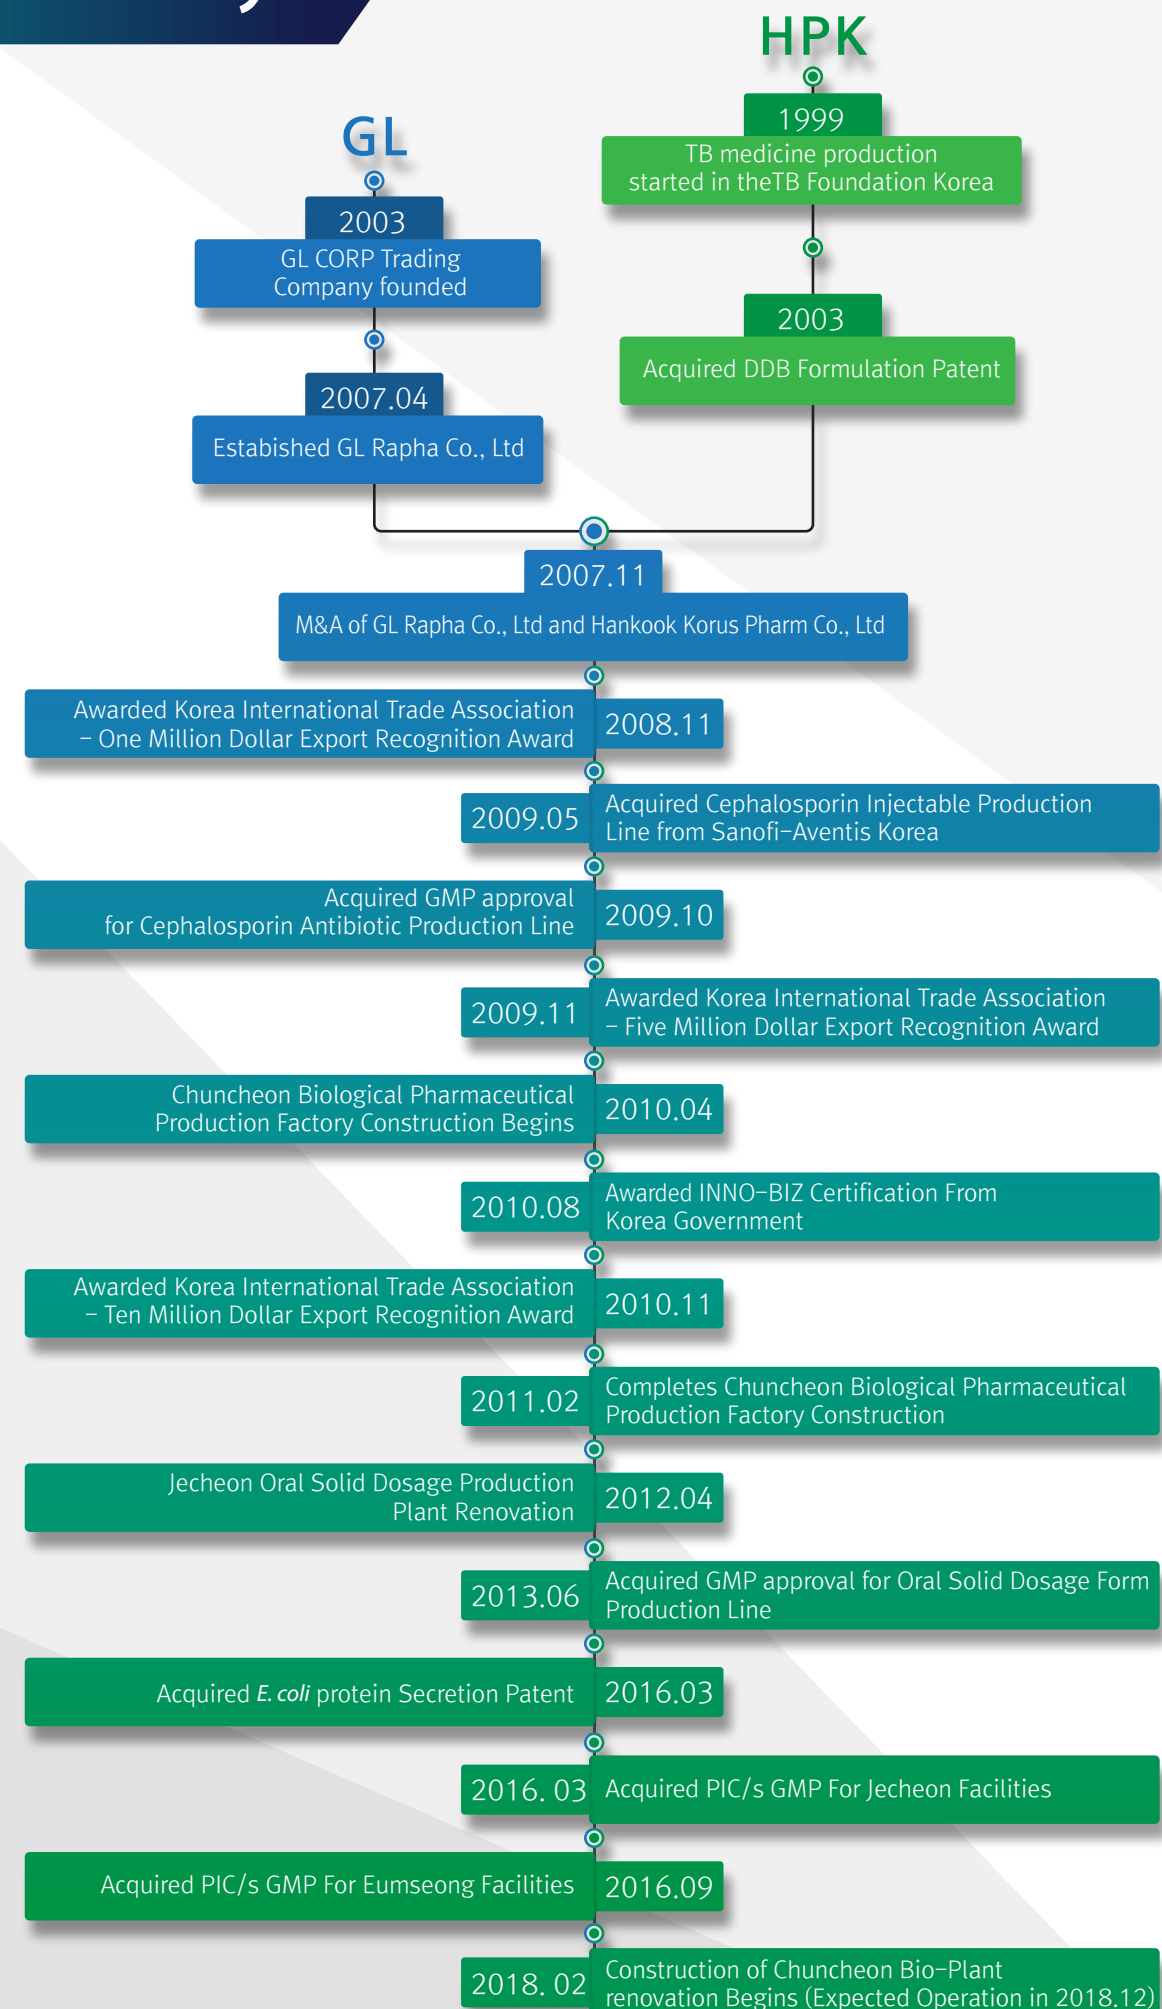 HPK
1999
TB medicine production
started in theTB Foundation Korea
2003
Acquired DDB Formulation Patent
GL
2003
GL CORP Trading
Company founded
2007.04
Estabished GL Rapha Co., Ltd
2007.11
M&A of GL Rapha Co., Ltd and Hankook Korus Pharm Co., Ltd
Awarded Korea International Trade Association
– One Million Dollar Export Recognition Award
2008.11
2009.05
Acquired Cephalosporin Injectable Production
Line from Sanofi–Aventis Korea
Acquired GMP approval
for Cephalosporin Antibiotic Production Line
2009.10
2009.11
Awarded Korea International Trade Association
– Five Million Dollar Export Recognition Award
Chuncheon Biological Pharmaceutical
Production Factory Construction Begins
2010.04
2010.08
Awarded INNO–BIZ Certification From
Korea Government
Awarded Korea International Trade Association
– Ten Million Dollar Export Recognition Award
2010.11
2011.02
Completes Chuncheon Biological Pharmaceutical
Production Factory Construction
Jecheon Oral Solid Dosage Production
Plant Renovation
2012.04
2013.06
Acquired GMP approval for Oral Solid Dosage Form
Production Line
Acquired E. coli protein Secretion Patent
2016.03
2016. 03
Acquired PIC/s GMP For Jecheon Facilities
Acquired PIC/s GMP For Eumseong Facilities
2016.09
2018. 02
Construction of Chuncheon Bio–Plant
renovation Begins (Expected Operation in 2018.12)